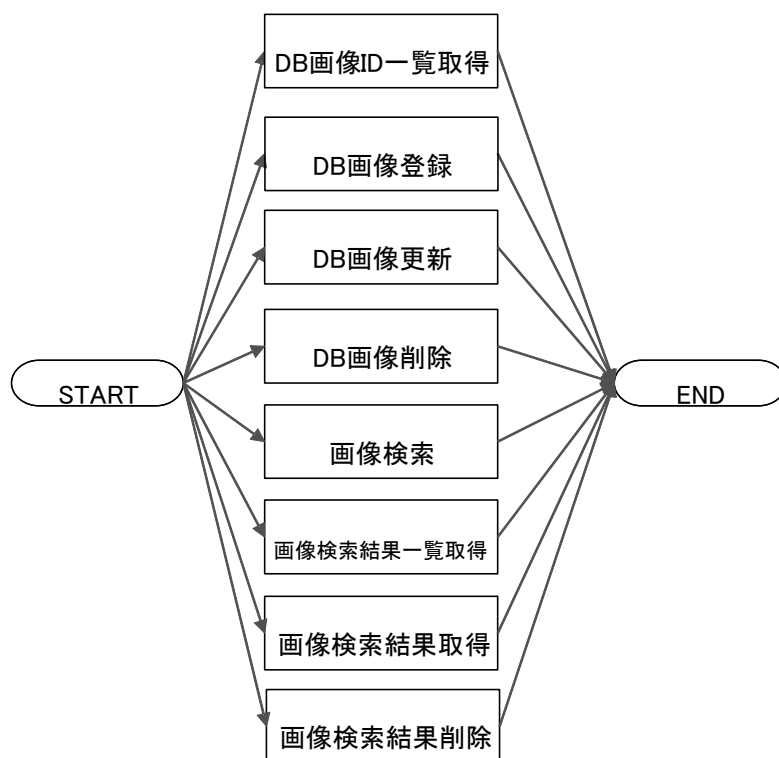 DB画像ID一覧取得
DB画像登録
DB画像更新
DB画像削除
START
END
画像検索
画像検索結果一覧取得
画像検索結果取得
画像検索結果削除